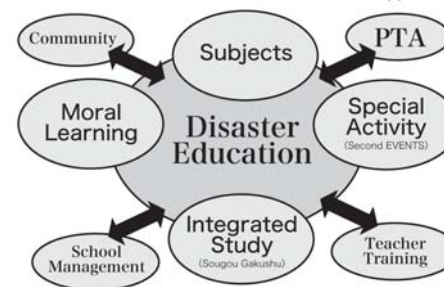 Community
Subjects
PTA
Moral
Learning
Disaster
Education
Special
Activity
(Second EVENTS)
School
Management
Integrated
Study
(Sougou Gakushu)
Teacher
Training